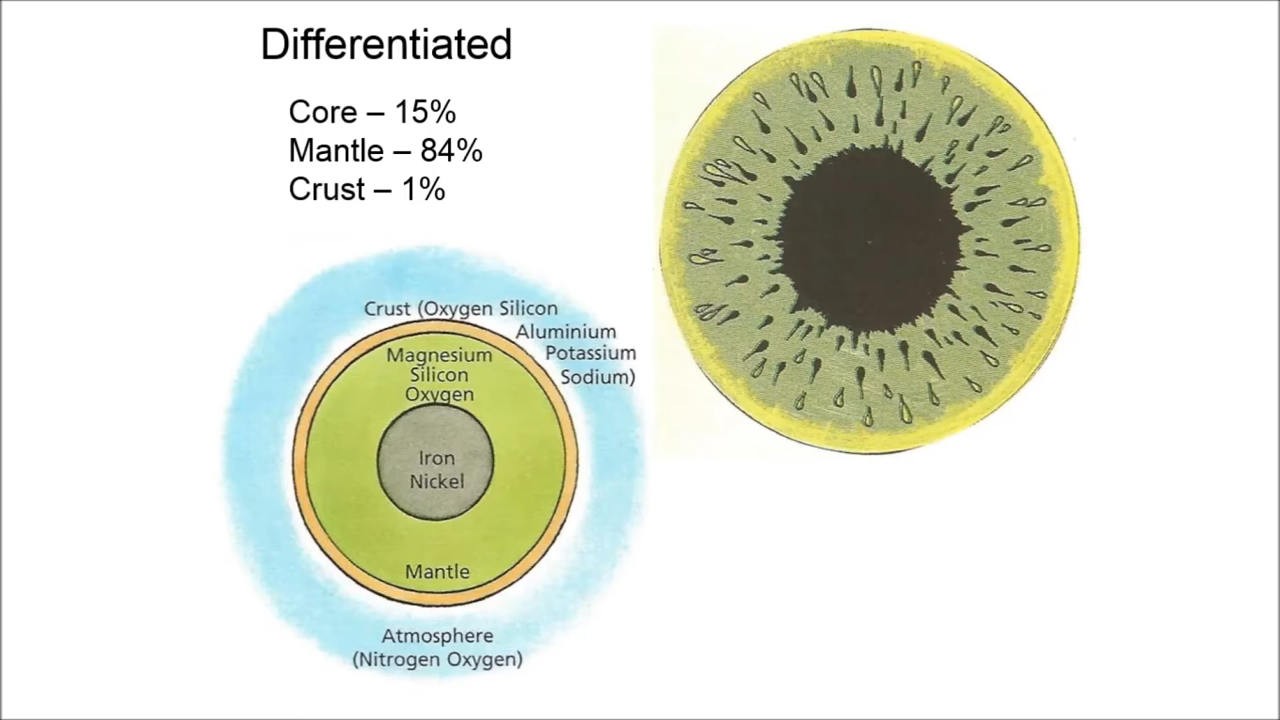 Differentiated
Core – 15%
Mantle – 84%
Crust – 1%
Crust (Oxygen Silicon
Aluminium
Potassium
Sodium)
Magnesium
Silicon
Oxygen
Iron
Nickel
Mantle
Atmosphere
(Nitrogen Oxygen)